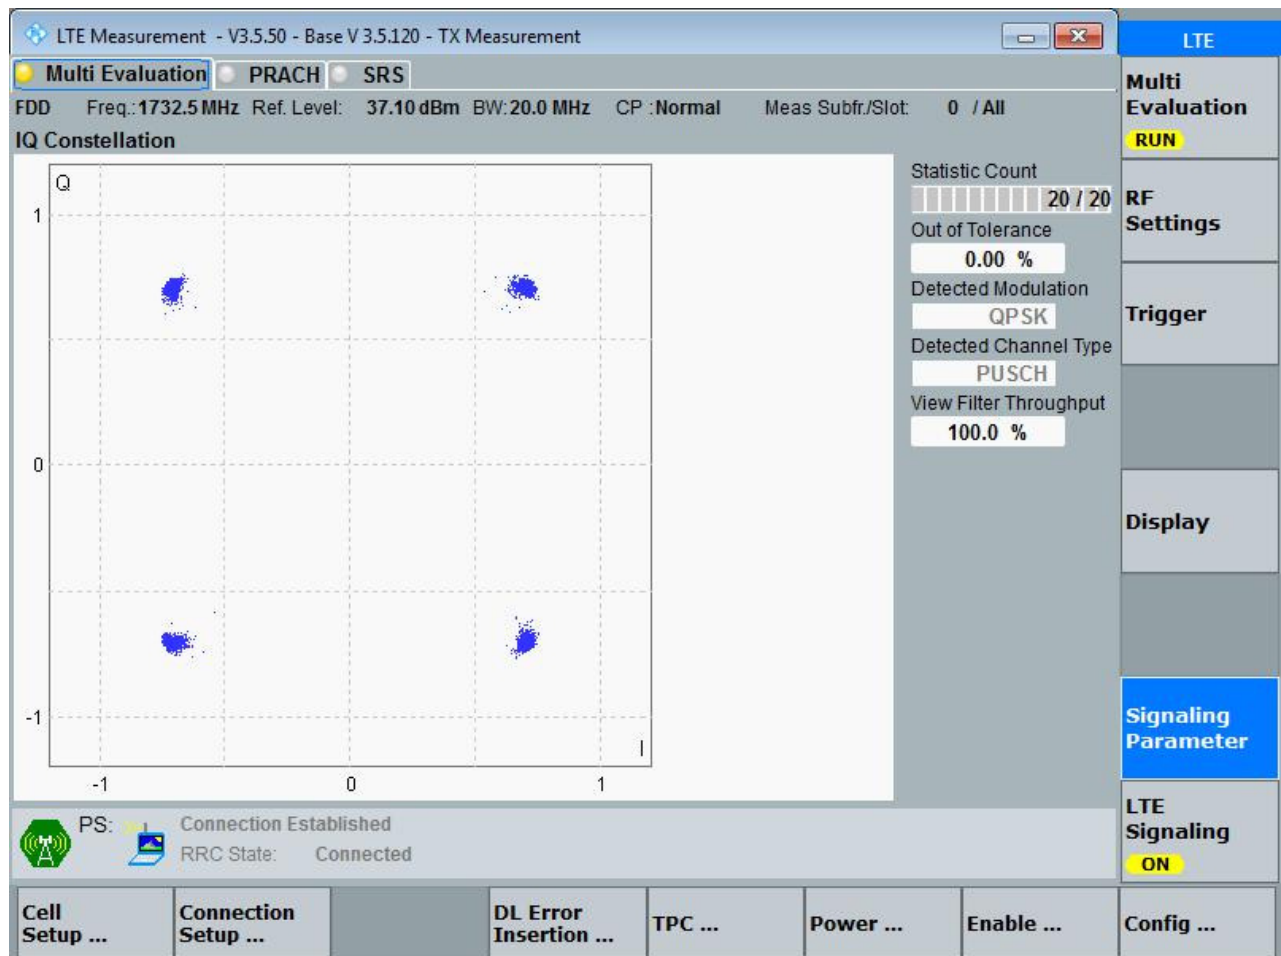 LTE Measurement - V3.5.50 - Base V 3.5.120 - TX Measurement
LTE
Multi Evaluation PRACH SRS
FDD Freq.:1732.5 MHz Ref. Level: 37.10 dBm BW:20.0 MHz CP :Normal Meas Subfr./Slot: 0 / All
IQ Constellation
Q
1
0
-1
I
-1 0 1
Statistic Count
20 / 20
Out of Tolerance
0.00 %
Detected Modulation
QPSK
Detected Channel Type
PUSCH
View Filter Throughput
100.0 %
Multi
Evaluation
RUN
RF
Settings
Trigger
Display
Signaling
Parameter
LTE
Signaling
ON
PS: Connection Established
RRC State: Connected
Cell
Setup ...
Connection
Setup ...
DL Error
Insertion ...
TPC ...
Power ...
Enable ...
Config ...